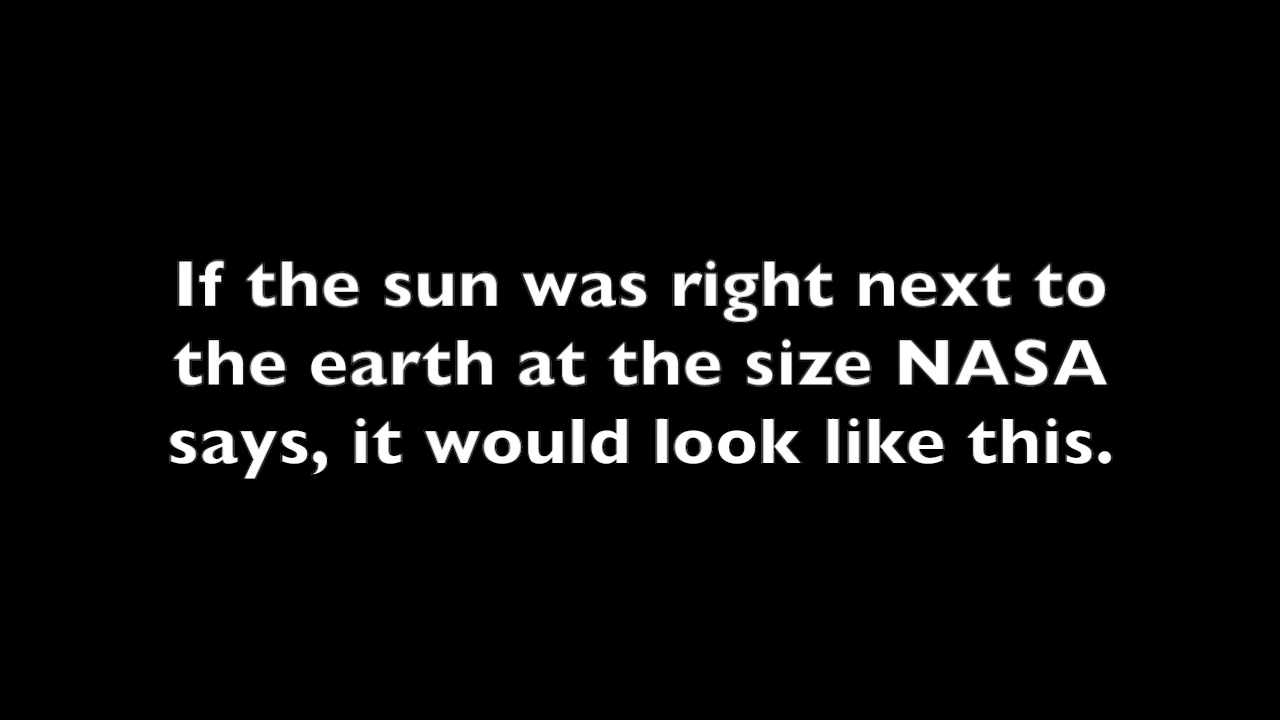 If the sun was right next to
the earth at the size NASA
says, it would look like this.